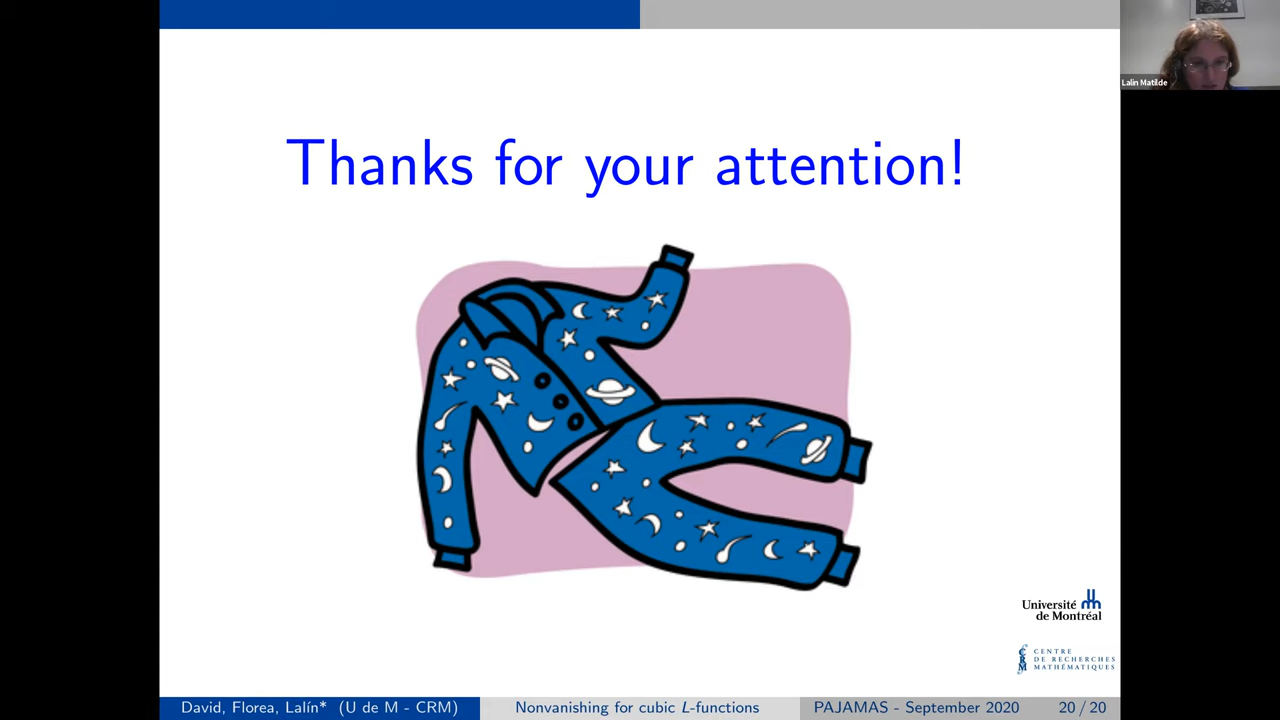 Lalín Matilde
Thanks for your attention!
Université
de Montréal
CRM
CENTRE
DE RECHERCHES
MATHÉMATIQUES
David, Florea, Lalín* (U de M - CRM)
Nonvanishing for cubic L-functions
PAJAMAS - September 2020
20 / 20